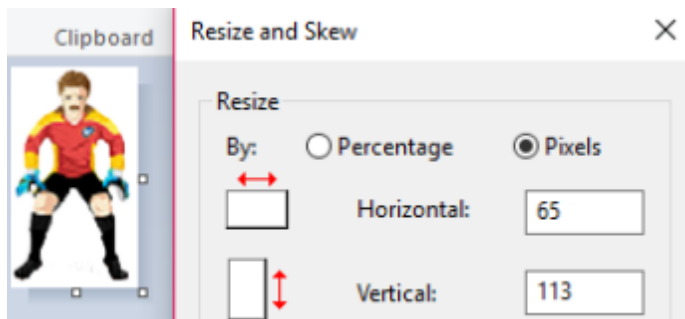 Clipboard
Resize and Skew
Resize
By: Percentage Pixels
Horizontal: 65
Vertical: 113